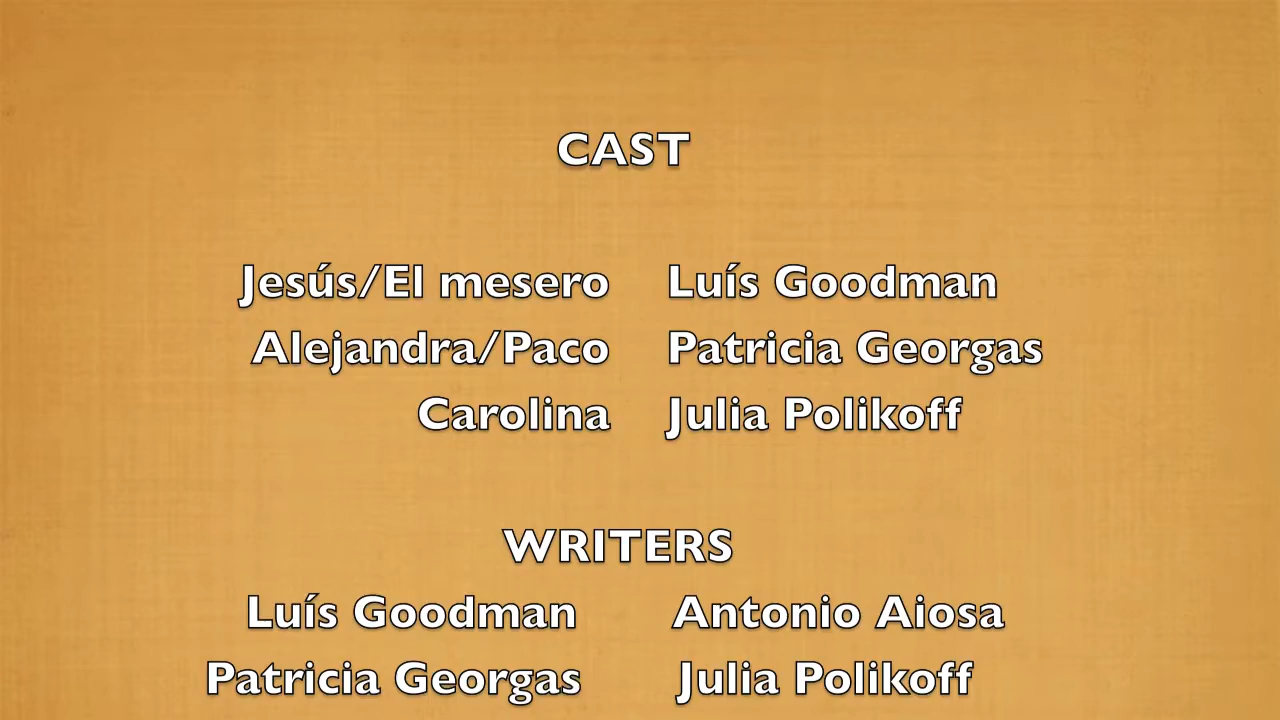 CAST
Jesús/El mesero Luís Goodman
Alejandra/Paco Patricia Georgas
Carolina Julia Polikoff
WRITERS
Luís Goodman Antonio Aiosa
Patricia Georgas Julia Polikoff